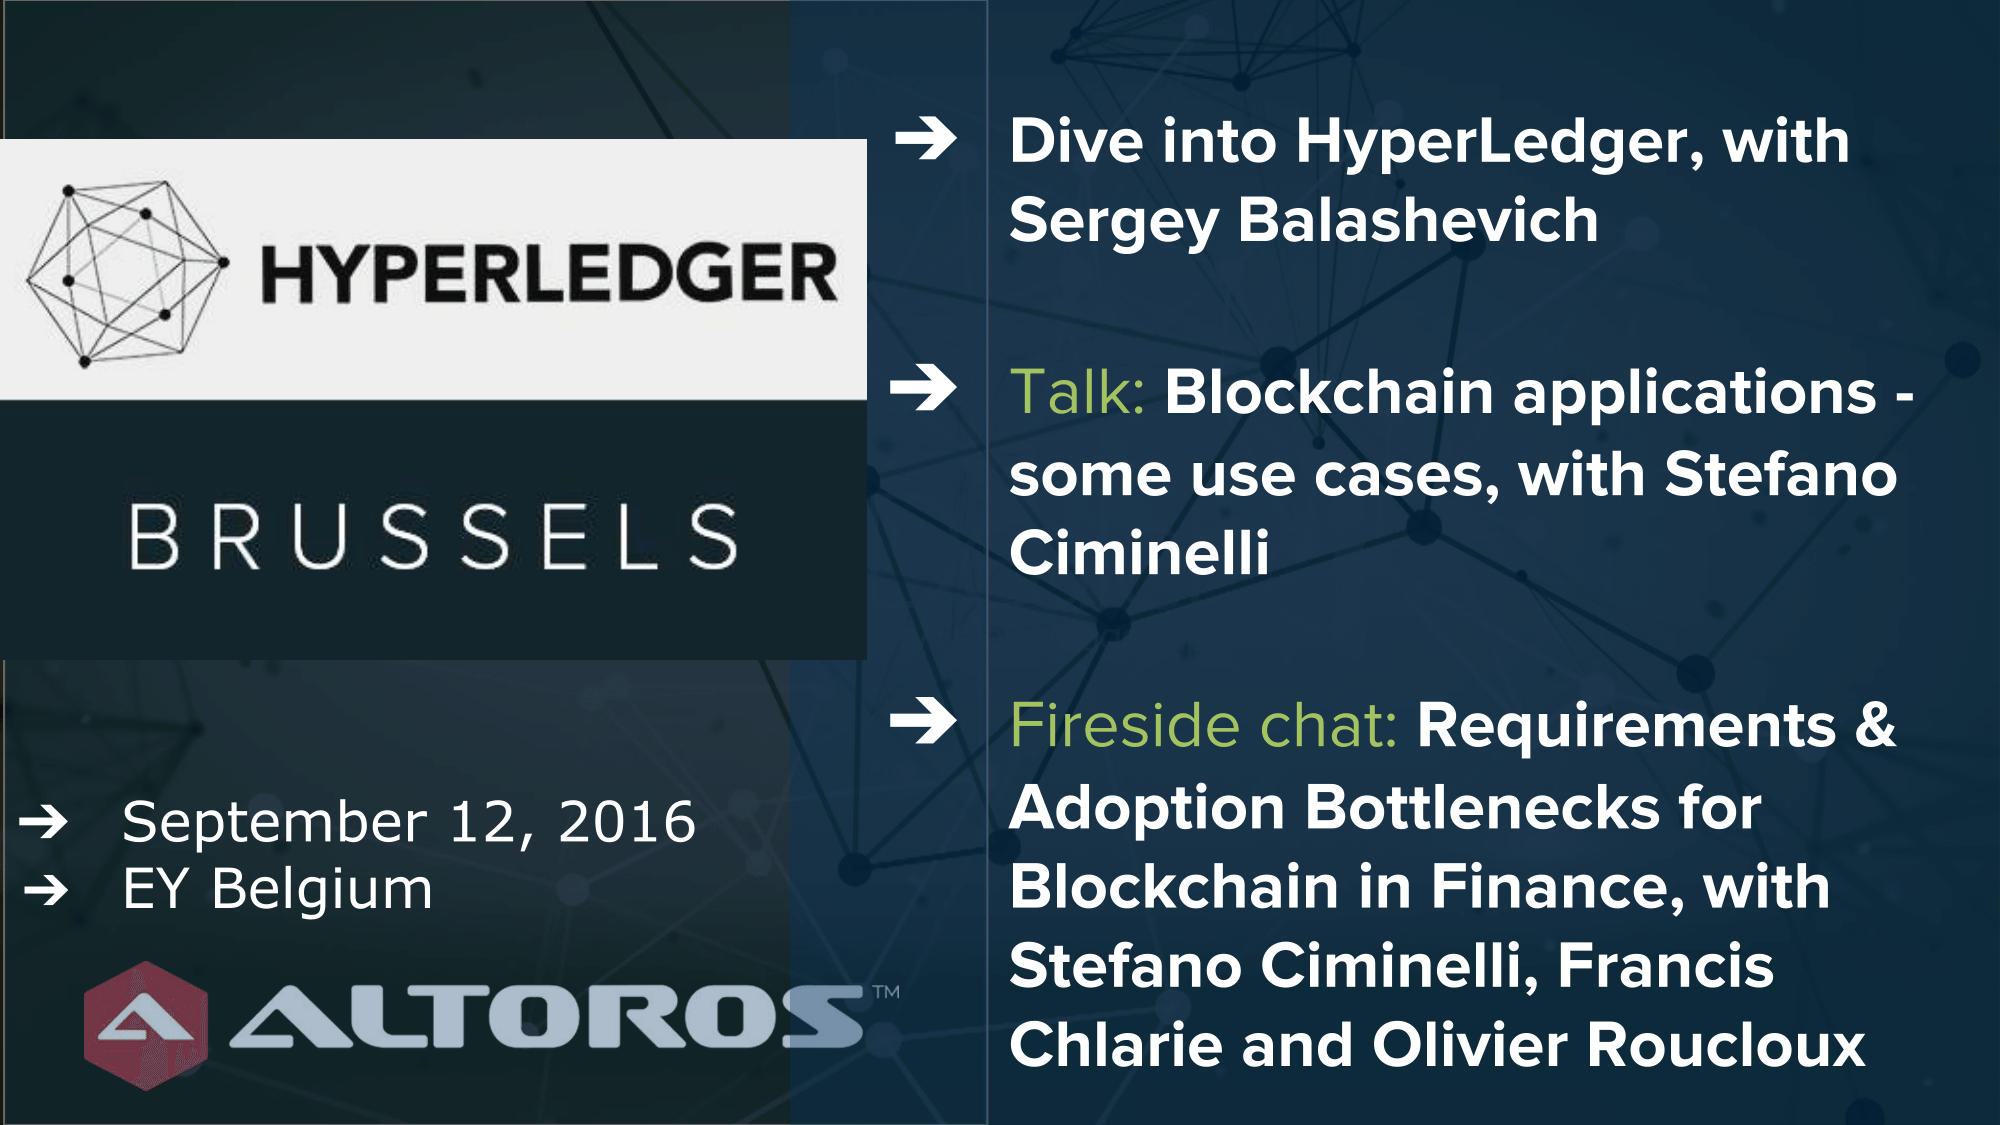 HYPERLEDGER
BRUSSELS
➔ September 12, 2016
➔ EY Belgium
ALTOROS™
➔ Dive into HyperLedger, with
Sergey Balashevich
➔ Talk: Blockchain applications -
some use cases, with Stefano
Ciminelli
➔ Fireside chat: Requirements &
Adoption Bottlenecks for
Blockchain in Finance, with
Stefano Ciminelli, Francis
Chlarie and Olivier Roucloux